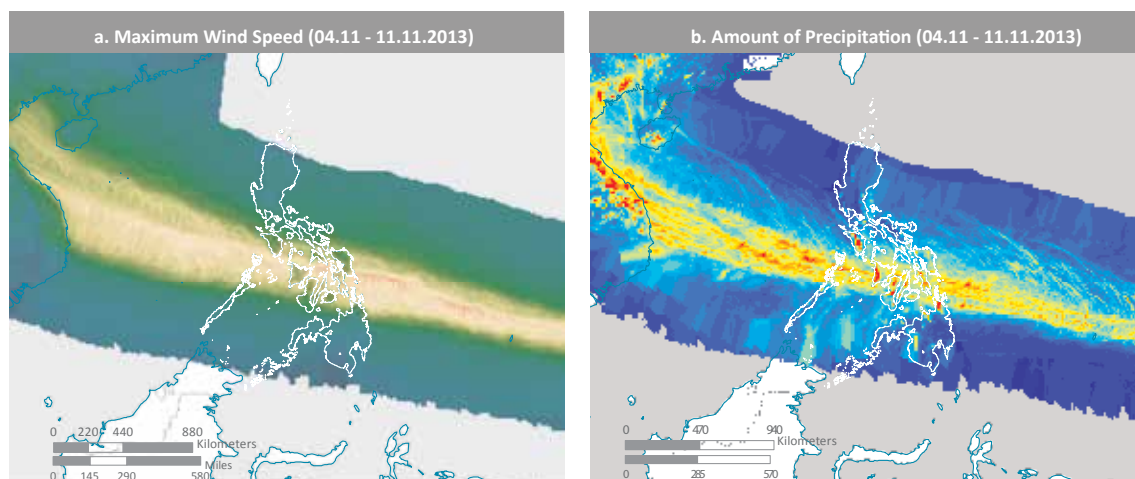 a. Maximum Wind Speed (04.11 - 11.11.2013)
0 220 440 880
Kilometers
Miles
0 145 290 580
b. Amount of Precipitation (04.11 - 11.11.2013)
0 470 940
Kilometers
0 285 570